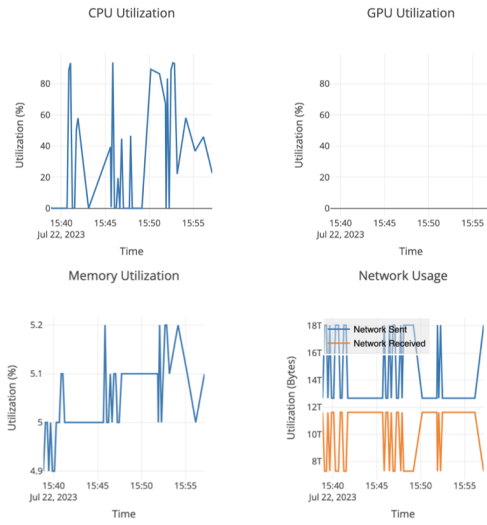 CPU Utilization
GPU Utilization
Utilization (%)
80
60
40
20
0
15:40
15:45
15:50
15:55
Jul 22, 2023
Time
Utilization (%)
80
60
40
20
0
15:40
15:45
15:50
15:55
Jul 22, 2023
Time
Memory Utilization
Network Usage
Utilization (%)
5.2
5.1
5
4.9
15:40
15:45
15:50
15:55
Jul 22, 2023
Time
Utilization (Bytes)
18T
16T
14T
12T
10T
8T
Network Sent
Network Received
15:40
15:45
15:50
15:55
Jul 22, 2023
Time